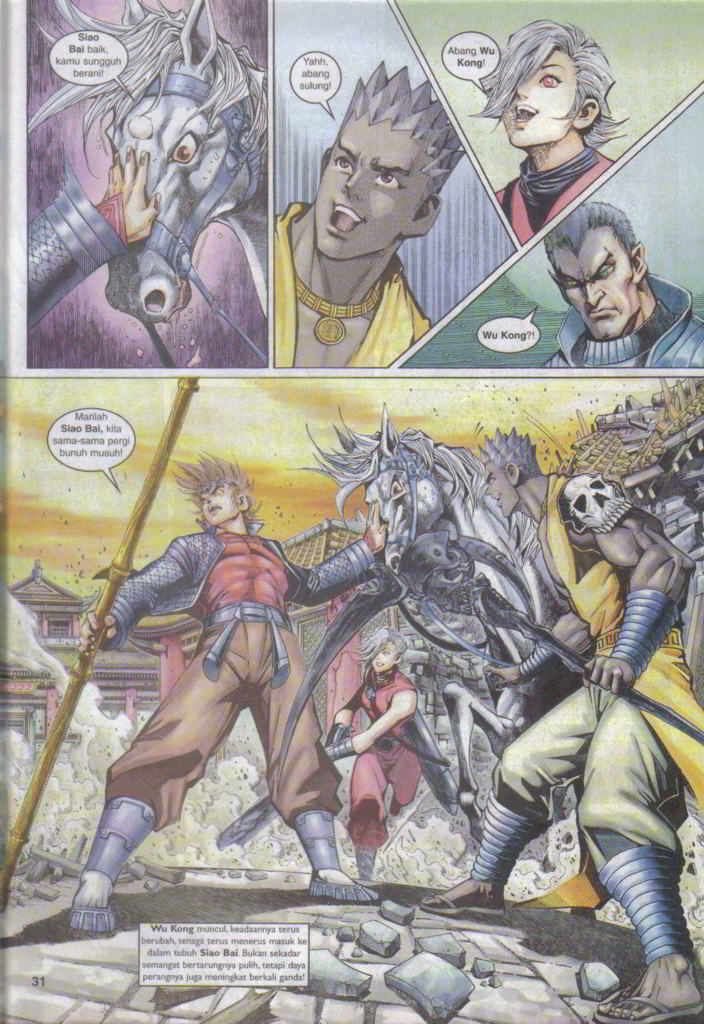 Siao
Bai baik,
kamu sungguh
berani!
Yahh,
abang
sulung!
Abang Wu
Kong!
Wu Kong?!
Marilah
Siao Bai, kita
sama-sama pergi
bunuh musuh!
Wu Kong muncul, keadaannya terus
berubah, tenaga terus menerus masuk ke
dalam tubuh Siao Bai. Bukan sekadar
semangat bertarungnya pulih, tetapi daya
perangnya juga meningkat berkali ganda!
31